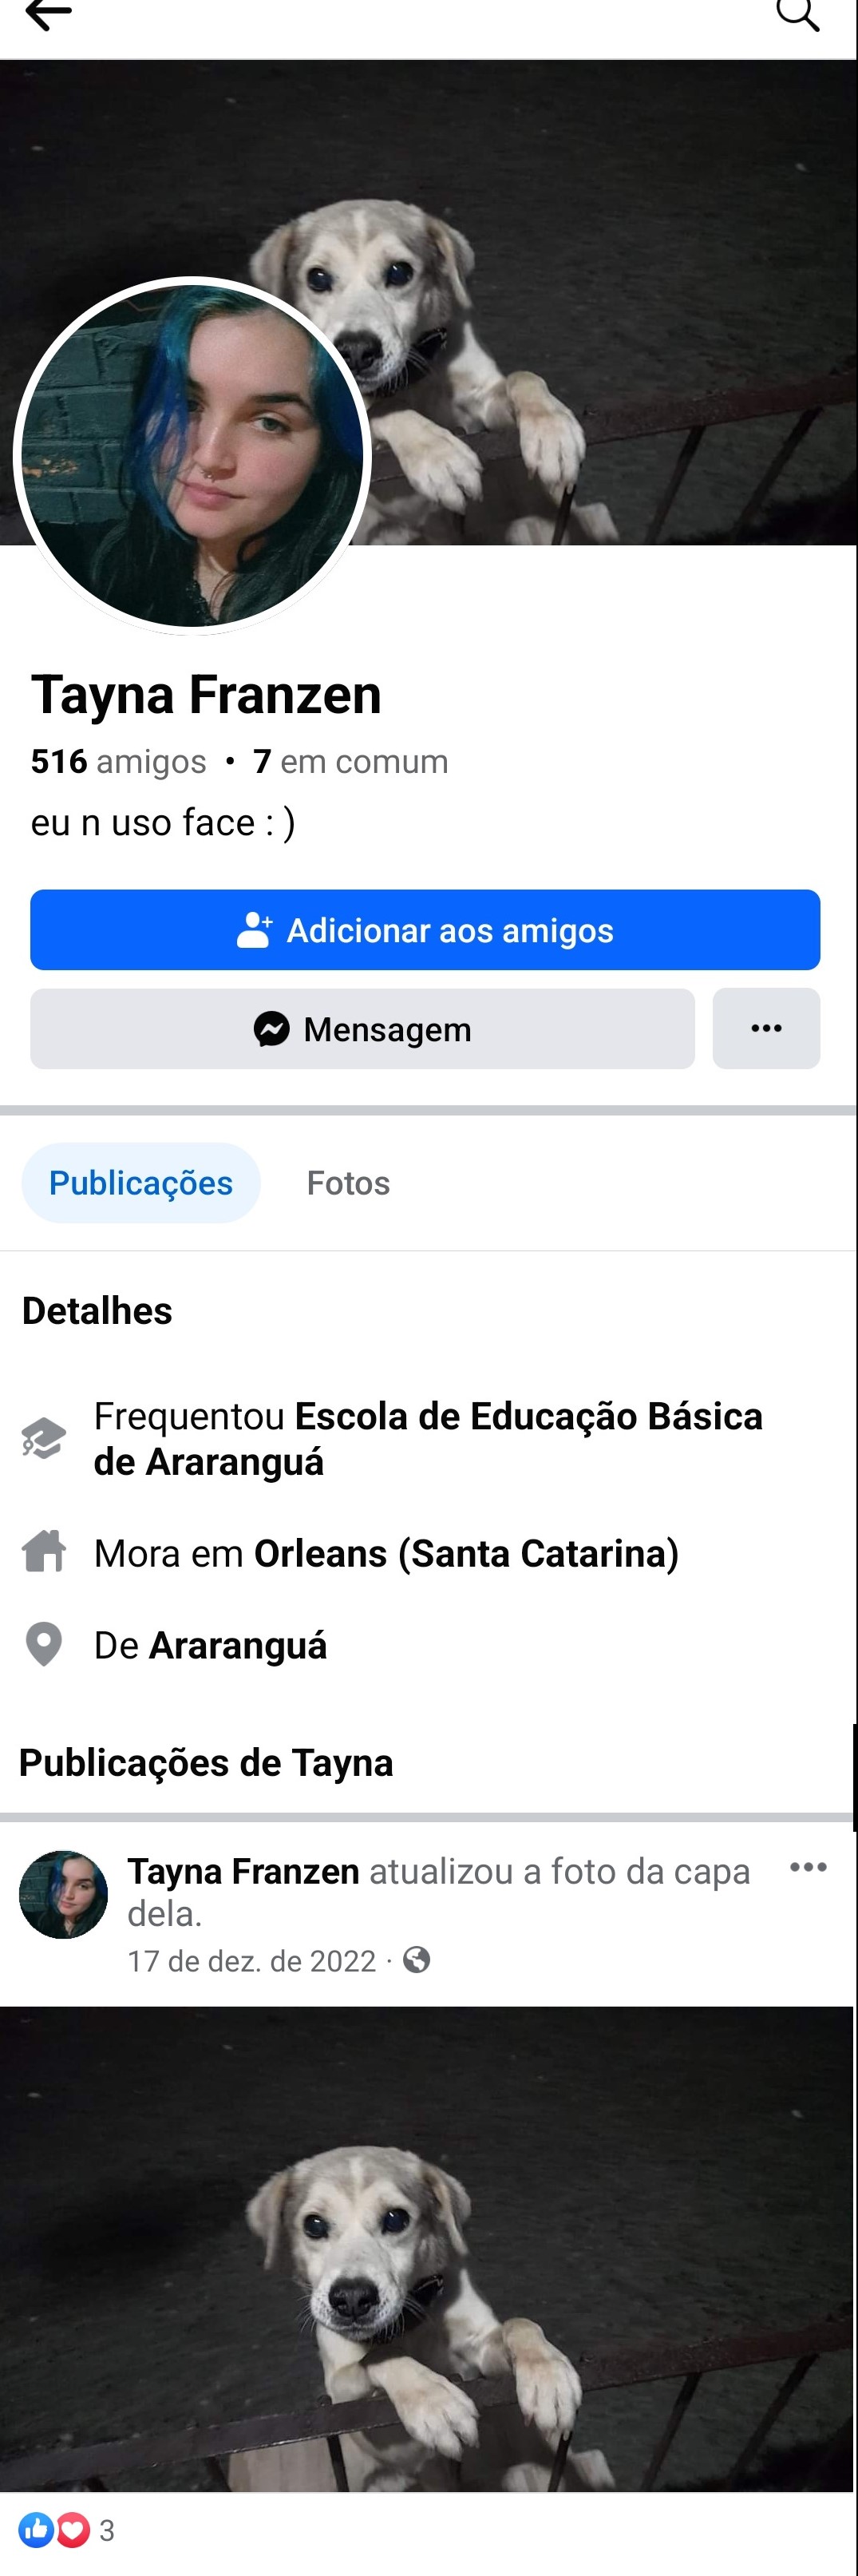 Tayna Franzen
516 amigos • 7 em comum
eu n uso face : )
Adicionar aos amigos
Mensagem
Publicações Fotos
Detalhes
Frequentou Escola de Educação Básica
de Araranguá
Mora em Orleans (Santa Catarina)
De Araranguá
Publicações de Tayna
Tayna Franzen atualizou a foto da capa
dela.
17 de dez. de 2022 ·
3